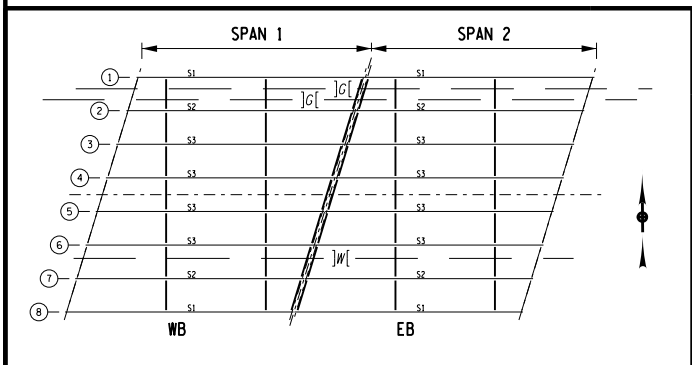 SPAN 1 SPAN 2
1 S1 S1
]G[
]G[
2 S2 S2
3 S3 S3
4 S3 S3
5 S3 S3
6 S3 S3
]W[
7 S2 S2
8 S1 S1
WB EB